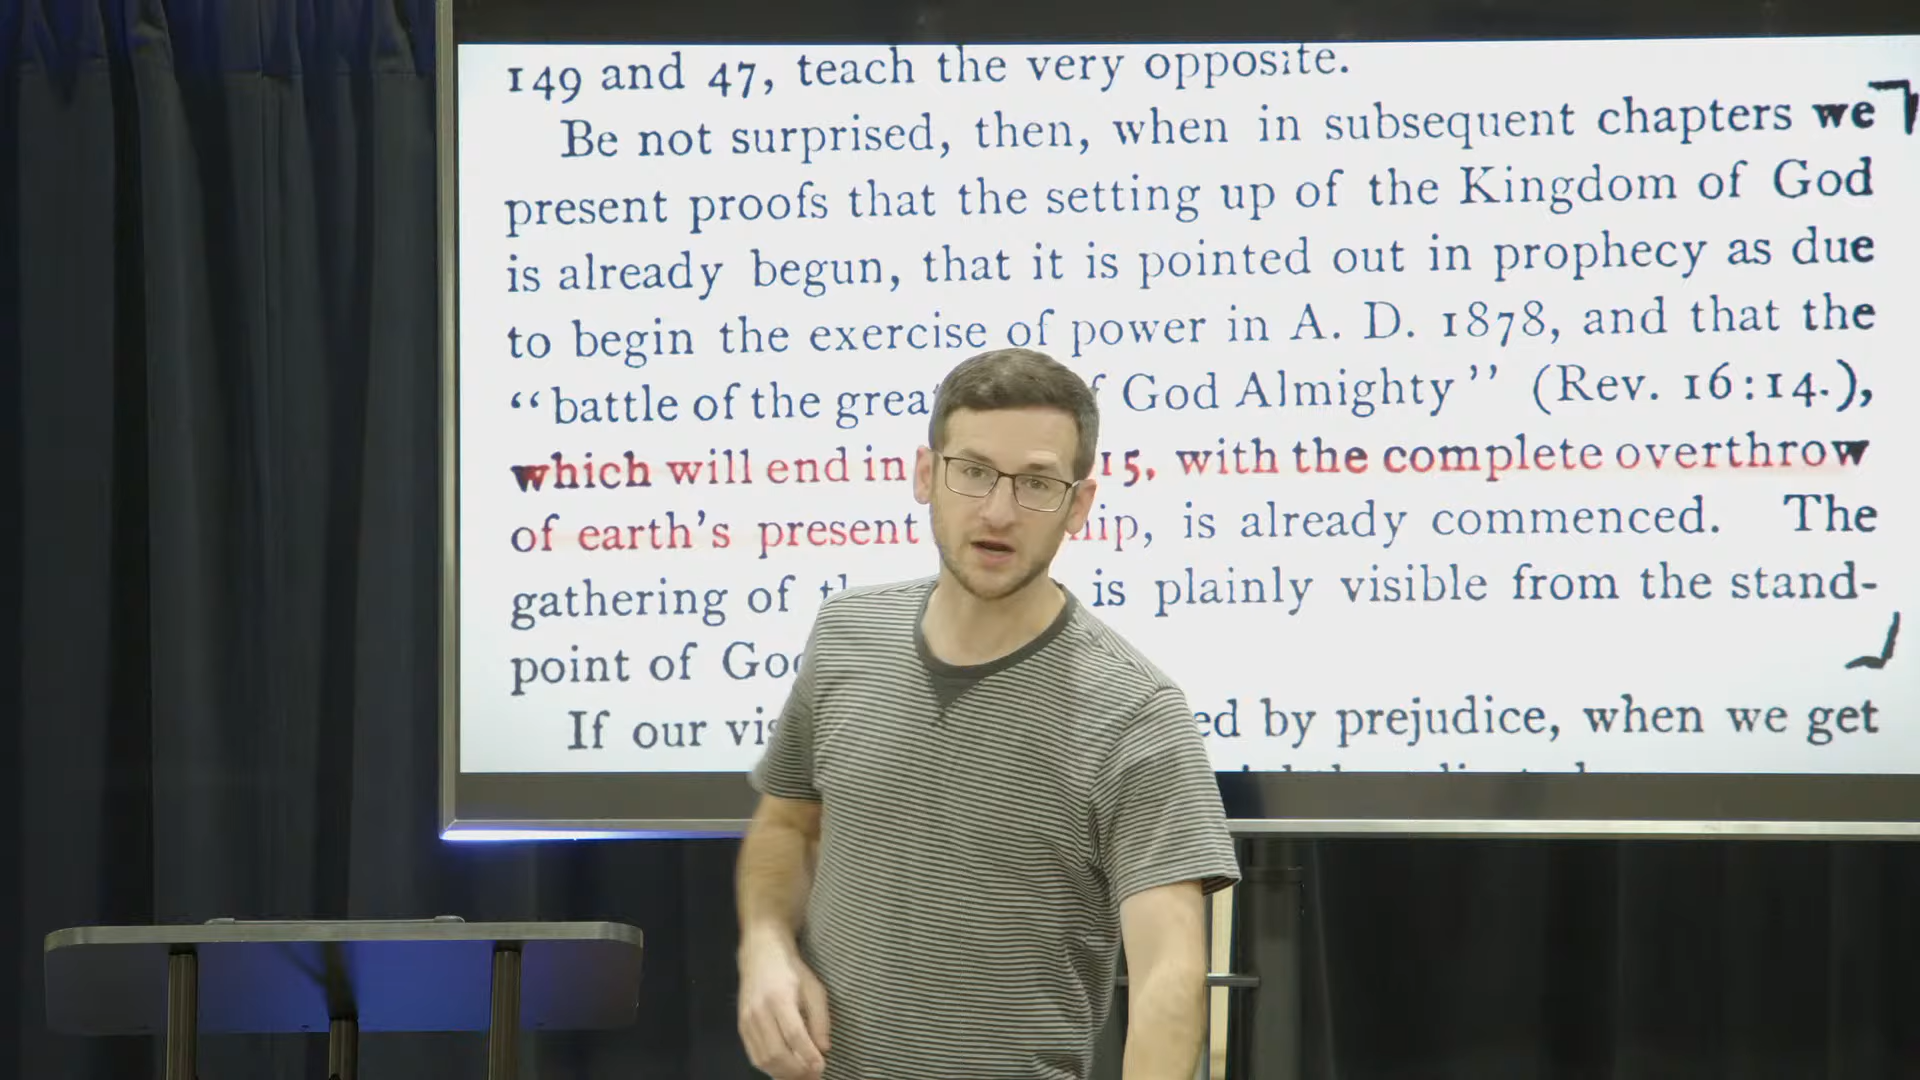 149 and 47, teach the very opposite.
Be not surprised, then, when in subsequent chapters we
present proofs that the setting up of the Kingdom of God
is already begun, that it is pointed out in prophecy as due
to begin the exercise of power in A. D. 1878, and that the
“battle of the God Almighty” (Rev. 16:14.),
which will end in 15, with the complete overthrow
of earth’s present is already commenced. The
gathering of is plainly visible from the stand-
point of
If our by prejudice, when we get